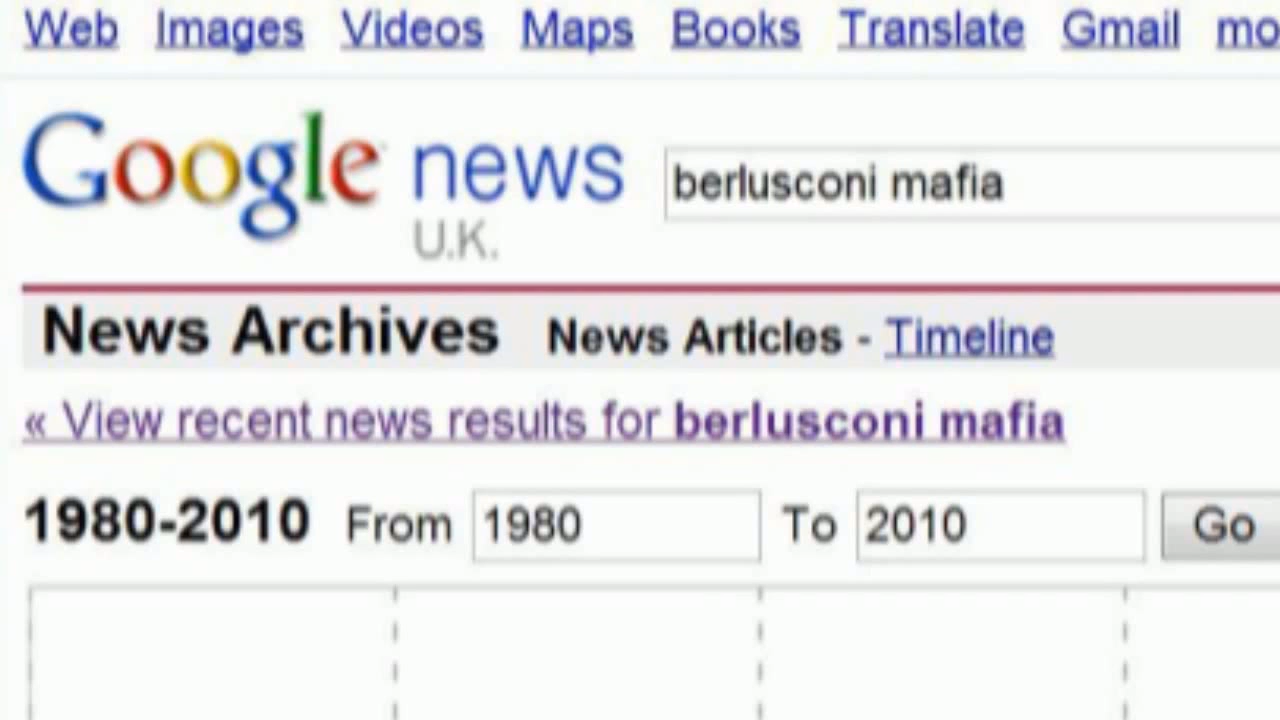 Web Images Videos Maps Books Translate Gmail mo
Google news berlusconi mafia
U.K.
News Archives News Articles - Timeline
« View recent news results for berlusconi mafia
1980-2010 From 1980 To 2010 Go